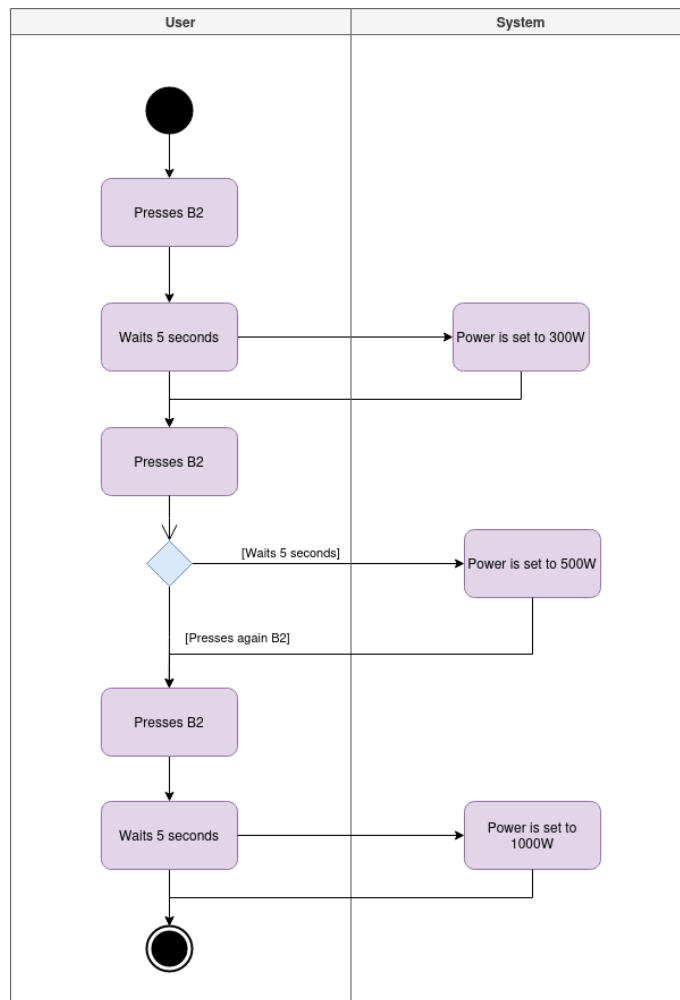 User
System
Presses B2
Waits 5 seconds
Power is set to 300W
Presses B2
[Waits 5 seconds]
Power is set to 500W
[Presses again B2]
Presses B2
Waits 5 seconds
Power is set to
1000W